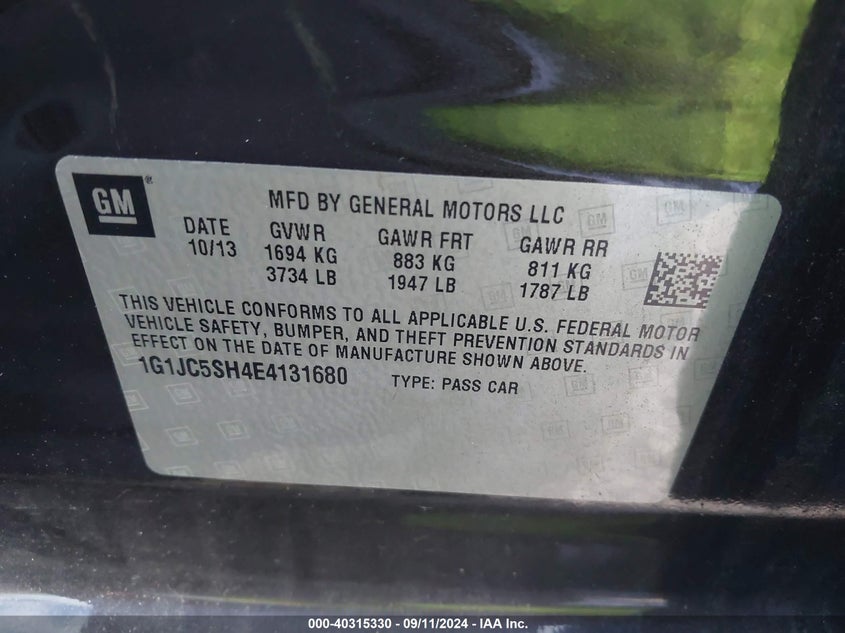 GM®
MFD BY GENERAL MOTORS LLC
DATE GVWR GAWR FRT GAWR RR
10/13 1694 KG 883 KG 811 KG
3734 LB 1947 LB 1787 LB
THIS VEHICLE CONFORMS TO ALL APPLICABLE U.S. FEDERAL MOTOR
VEHICLE SAFETY, BUMPER, AND THEFT PREVENTION STANDARDS IN
EFFECT ON THE DATE OF MANUFACTURE SHOWN ABOVE.
1G1JC5SH4E4131680 TYPE: PASS CAR
000-40315330 - 09/11/2024 - IAA Inc.